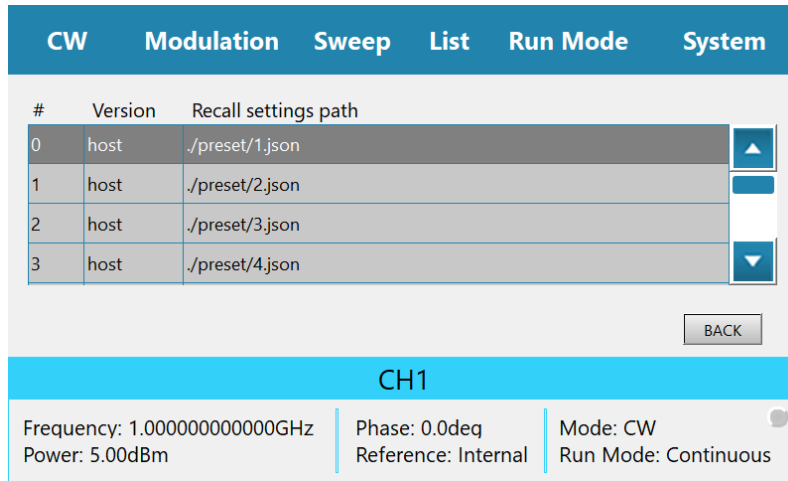 CW Modulation Sweep List Run Mode System
# Version Recall settings path
0 host ./preset/1.json
1 host ./preset/2.json
2 host ./preset/3.json
3 host ./preset/4.json
BACK
CH1
Frequency: 1.000000000000GHz Phase: 0.0deg Mode: CW
Power: 5.00dBm Reference: Internal Run Mode: Continuous